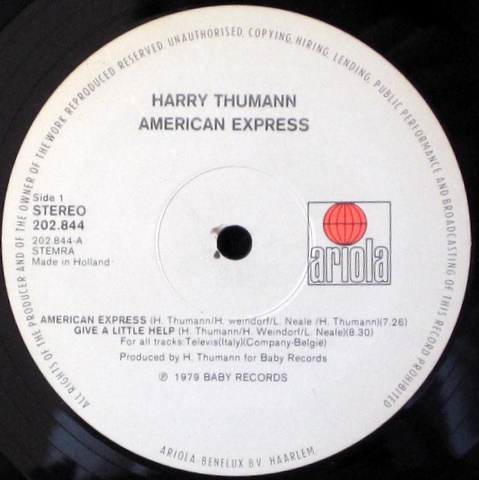 ALL RIGHTS OF THE PRODUCER AND OF THE OWNER OF THE WORK REPRODUCED RESERVED. UNAUTHORISED, COPYING, HIRING, LENDING, PUBLIC PERFORMANCE AND BROADCASTING OF THIS RECORD PROHIBITED
HARRY THUMANN
AMERICAN EXPRESS
Side 1
STEREO
202.844
202.844-A
STEMRA
Made in Holland
ariola
AMERICAN EXPRESS (H. Thumann/H. weindorf/L. Neale /H. Thumann)(7.26)
GIVE A LITTLE HELP (H. Thumann/H. Weindorf/L. Neale)(8.30)
For all tracks:Televis(Italy)(Company-België)
Produced by H. Thumann for Baby Records
℗ 1979 BABY RECORDS
ARIOLA-BENELUX B.V. HAARLEM.